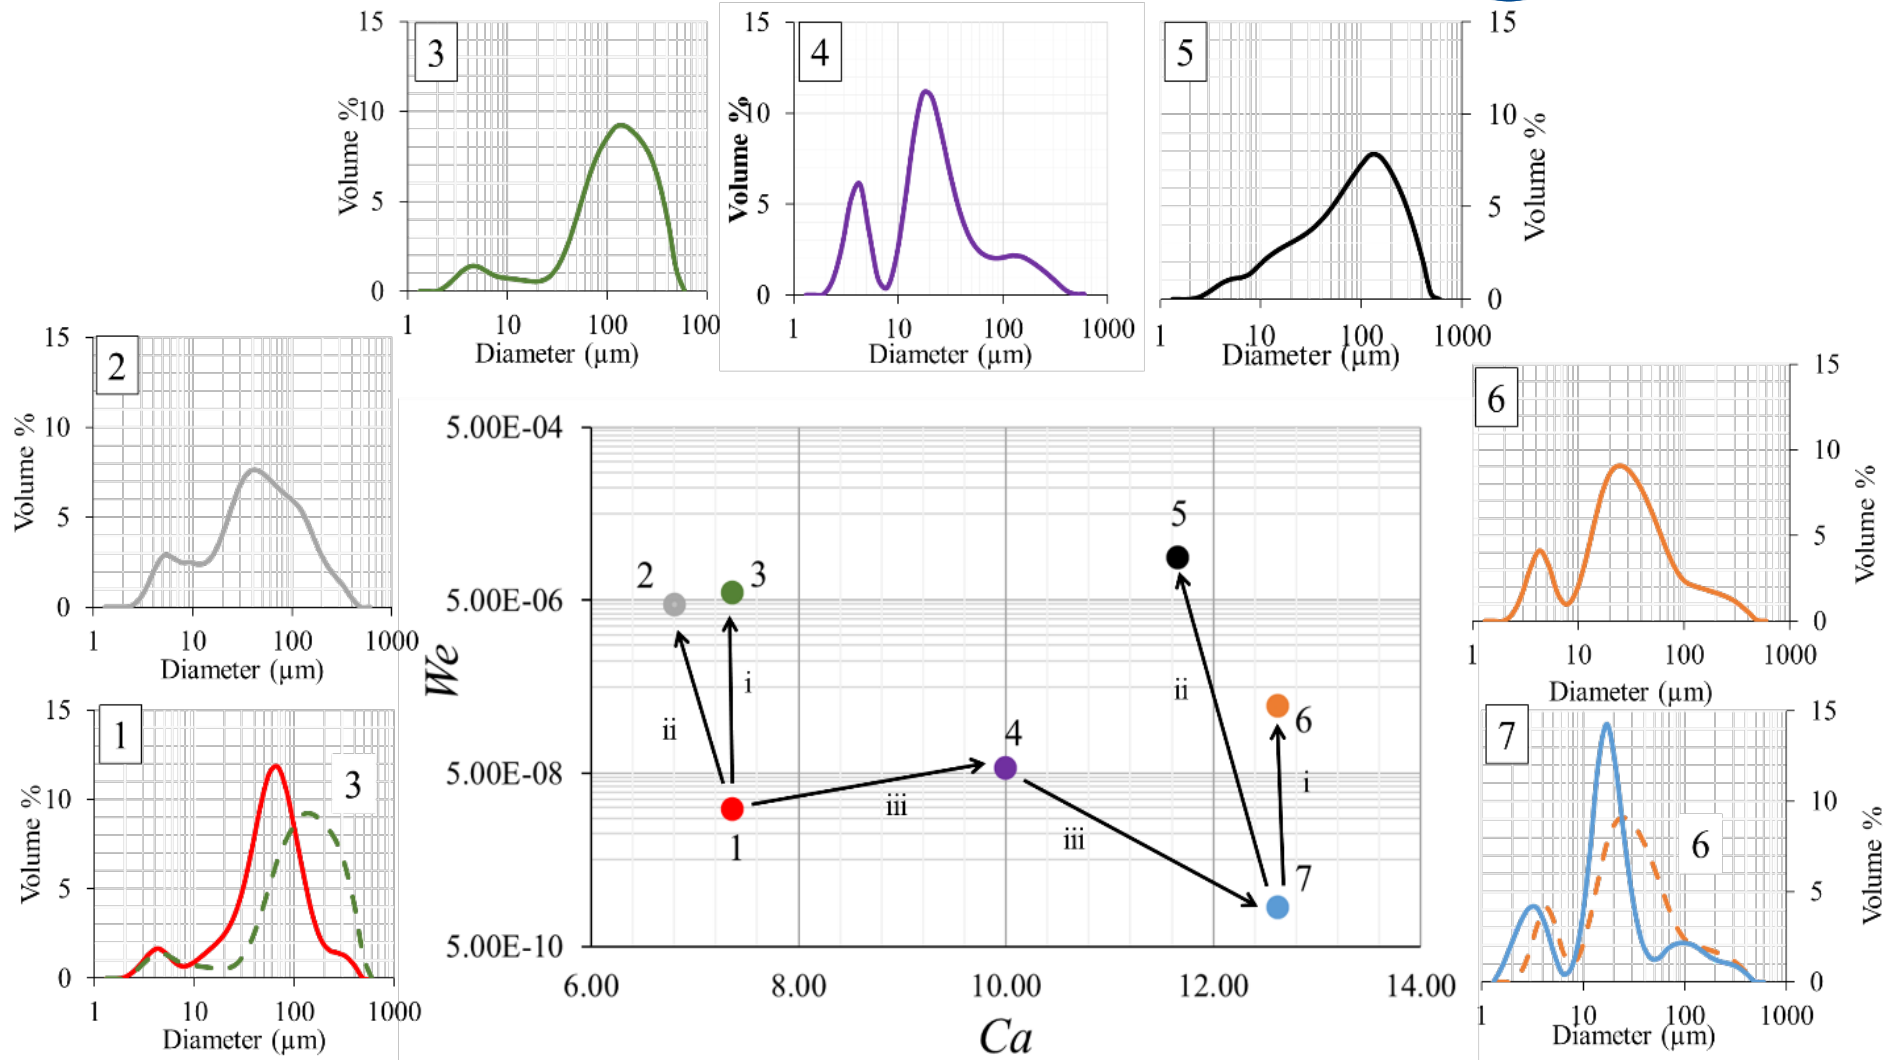 3
15
10
5
0
Volume %
1 10 100 100
Diameter (µm)
4
15
10
5
0
Volume %
1 10 100 1000
Diameter (µm)
5
15
10
5
0
Volume %
1 10 100 1000
Diameter (µm)
2
15
10
5
0
Volume %
1 10 100 1000
Diameter (µm)
6
15
10
5
0
Volume %
1 10 100 1000
Diameter (µm)
1
3
15
10
5
0
Volume %
1 10 100 1000
Diameter (µm)
7
6
15
10
5
0
Volume %
1 10 100 1000
Diameter (µm)
5.00E-04
5.00E-06
5.00E-08
5.00E-10
We
2
3
5
ii
i
ii
6
4
i
iii
1
iii
7
6.00 8.00 10.00 12.00 14.00
Ca